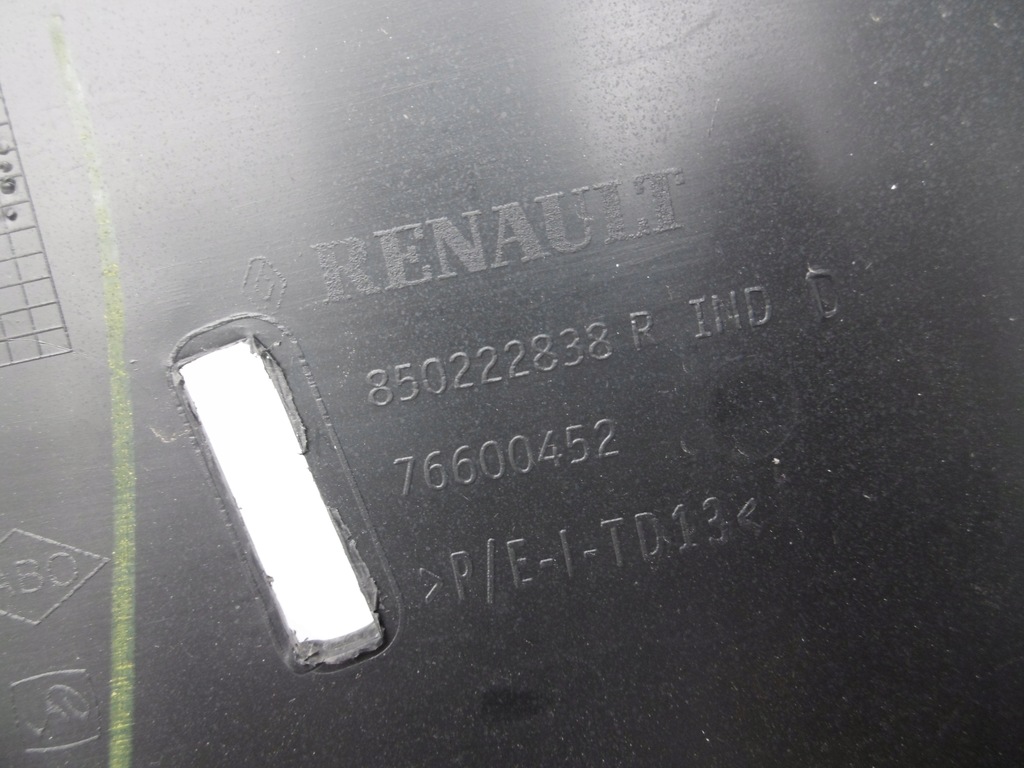 RENAULT
850222838 R IND D
76600452
>P/E-I-TD13<